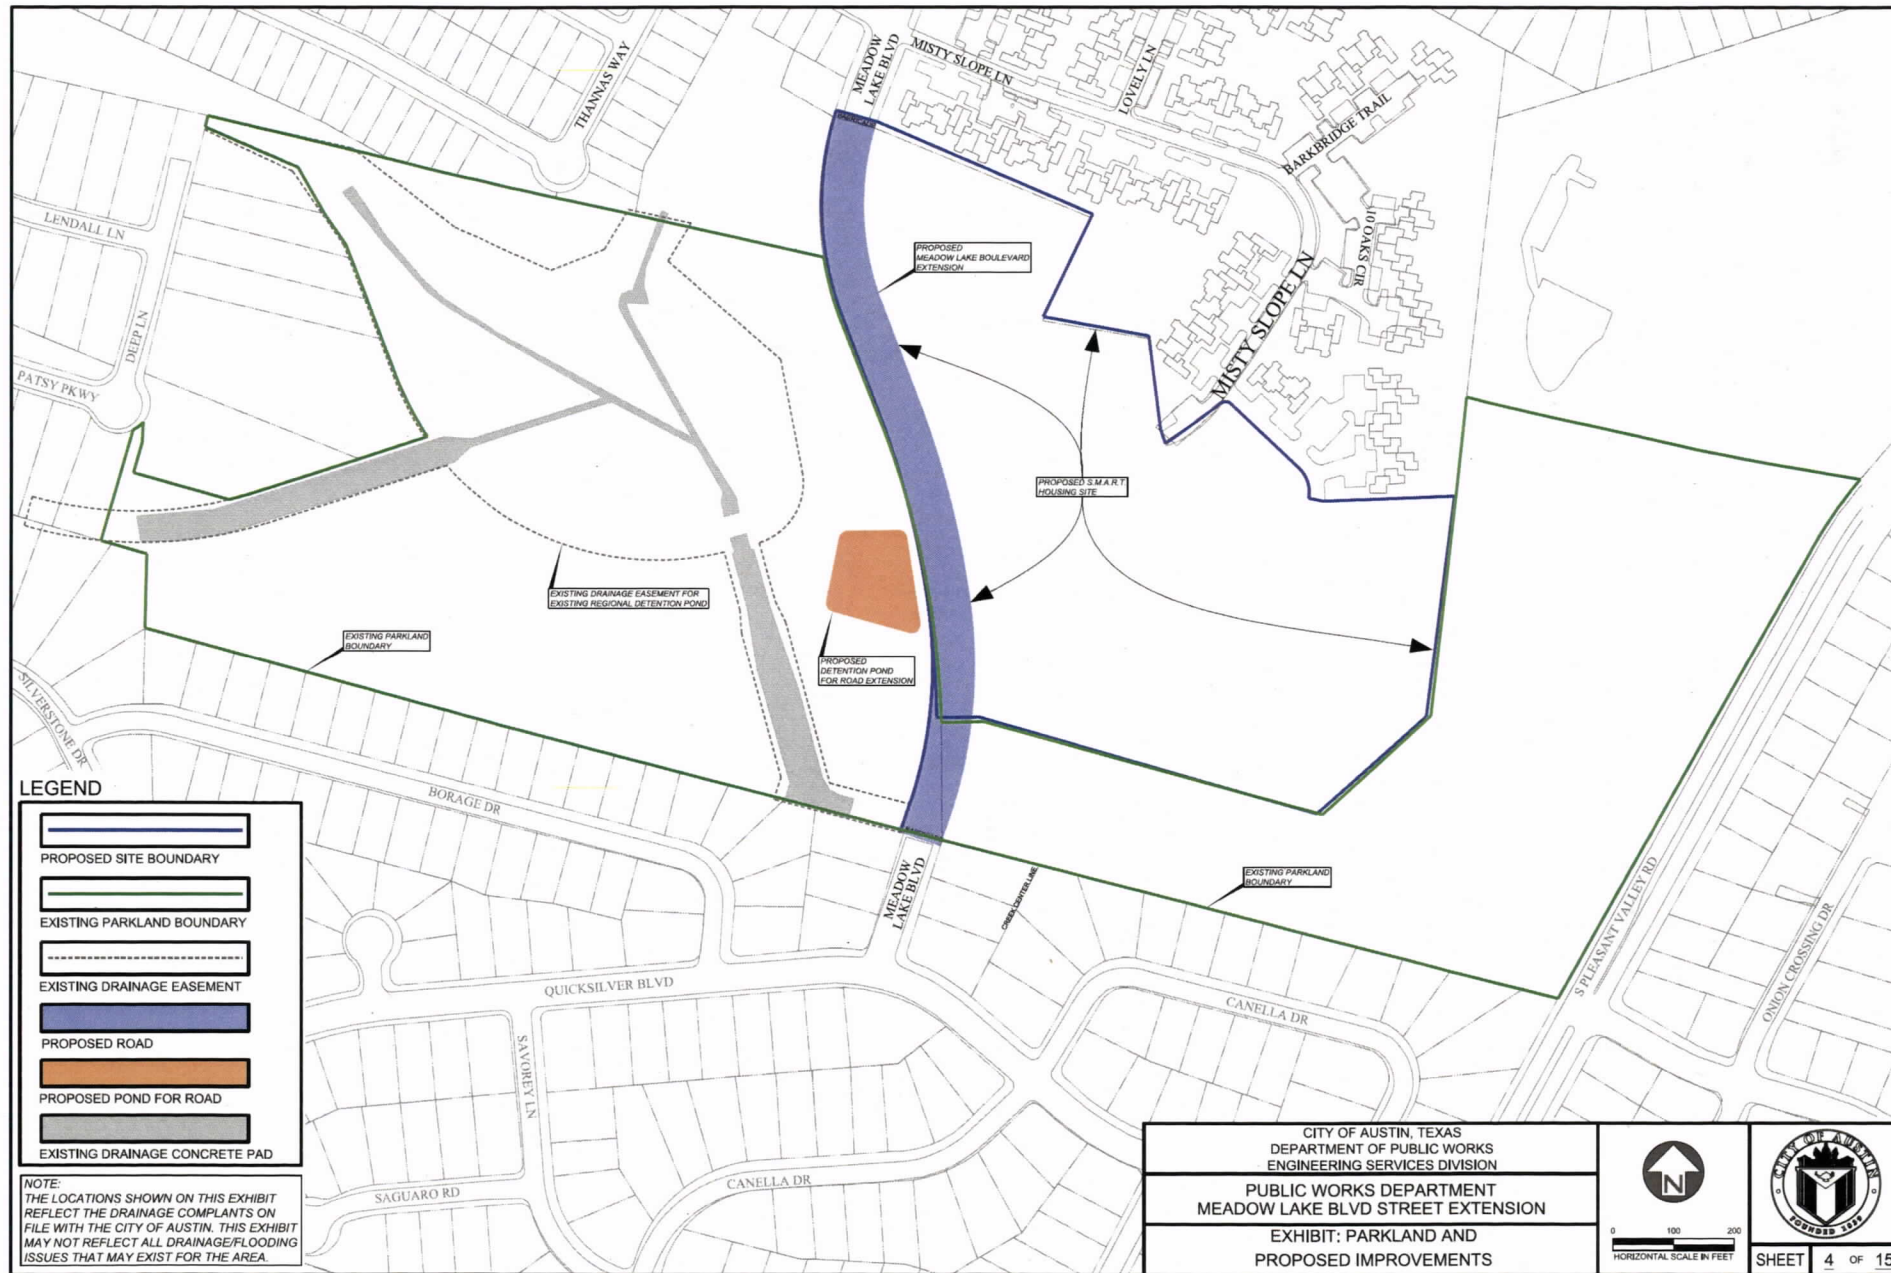 MEADOW
LAKE BLVD
MISTY SLOPE LN
LOVELY LN
THANNAS WAY
BARKBRIDGE TRAIL
10 OAKS CIR
MISTY SLOPE LN
LENDALL LN
DEEP LN
PATSY PKWY
PROPOSED
MEADOW LAKE BOULEVARD
EXTENSION
PROPOSED S.M.A.R.T.
HOUSING SITE
EXISTING DRAINAGE EASEMENT FOR
EXISTING REGIONAL DETENTION POND
EXISTING PARKLAND
BOUNDARY
PROPOSED
DETENTION POND
FOR ROAD EXTENSION
SILVERSTONE DR
BORAGE DR
MEADOW
LAKE BLVD
CREEK CENTER LINE
EXISTING PARKLAND
BOUNDARY
S PLEASANT VALLEY RD
ONION CROSSING DR
QUICKSILVER BLVD
CANELLA DR
SAVOREY LN
SAGUARO RD
CANELLA DR
LEGEND
PROPOSED SITE BOUNDARY
EXISTING PARKLAND BOUNDARY
EXISTING DRAINAGE EASEMENT
PROPOSED ROAD
PROPOSED POND FOR ROAD
EXISTING DRAINAGE CONCRETE PAD
NOTE:
THE LOCATIONS SHOWN ON THIS EXHIBIT
REFLECT THE DRAINAGE COMPLANTS ON
FILE WITH THE CITY OF AUSTIN. THIS EXHIBIT
MAY NOT REFLECT ALL DRAINAGE/FLOODING
ISSUES THAT MAY EXIST FOR THE AREA.
CITY OF AUSTIN, TEXAS
DEPARTMENT OF PUBLIC WORKS
ENGINEERING SERVICES DIVISION
PUBLIC WORKS DEPARTMENT
MEADOW LAKE BLVD STREET EXTENSION
EXHIBIT: PARKLAND AND
PROPOSED IMPROVEMENTS
N
0 100 200
HORIZONTAL SCALE IN FEET
CITY OF AUSTIN
FOUNDED 1839
SHEET 4 OF 15